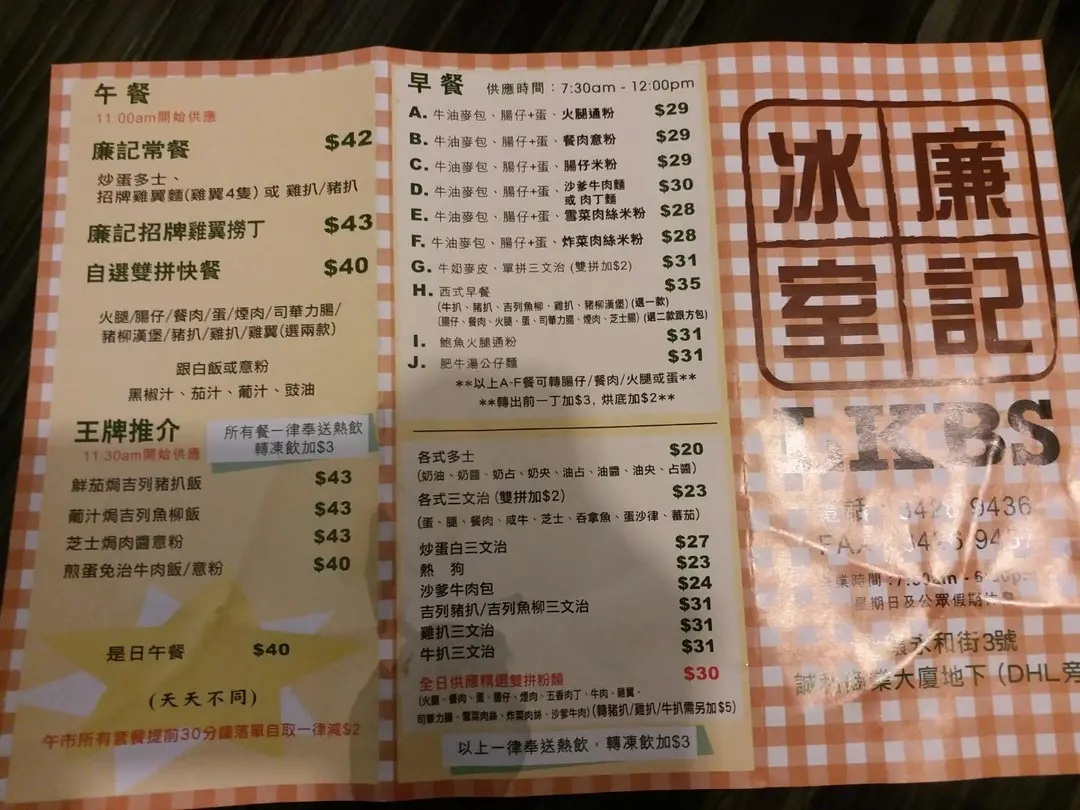 午餐
11.00am開始供應
廉記常餐 $42
炒蛋多士、
招牌雞翼麵(雞翼4隻) 或 雞扒/豬扒
廉記招牌雞翼撈丁 $43
自選雙拼快餐 $40
火腿/腸仔/餐肉/蛋/煙肉/司華力腸/
豬柳漢堡/豬扒/雞扒/雞翼(選兩款)
跟白飯或意粉
黑椒汁、茄汁、葡汁、豉油
王牌推介
11.30am開始供應
所有餐一律奉送熱飲
轉凍飲加$3
鮮茄焗吉列豬扒飯 $43
葡汁焗吉列魚柳飯 $43
芝士焗肉醬意粉 $43
煎蛋免治牛肉飯/意粉 $40
是日午餐 $40
(天天不同)
午市所有套餐提前30分鐘落單自取一律減$2
早餐 供應時間：7:30am - 12:00pm
A. 牛油麥包、腸仔+蛋、火腿通粉 $29
B. 牛油麥包、腸仔+蛋、餐肉意粉 $29
C. 牛油麥包、腸仔+蛋、腸仔米粉 $29
D. 牛油麥包、腸仔+蛋、沙爹牛肉麵 $30
或 肉丁麵
E. 牛油麥包、腸仔+蛋、雪菜肉絲米粉 $28
F. 牛油麥包、腸仔+蛋、炸菜肉絲米粉 $28
G. 牛奶麥皮、單拼三文治 (雙拼加$2) $31
H. 西式早餐 $35
(牛扒、豬扒、吉列魚柳、雞扒、豬柳漢堡) (選一款)
(腸仔、餐肉、火腿、蛋、司華力腸、煙肉、芝士腸) (選二款跟方包)
I. 鮑魚火腿通粉 $31
J. 肥牛湯公仔麵 $31
**以上A-F餐可轉腸仔/餐肉/火腿或蛋**
**轉出前一丁加$3, 烘底加$2**
各式多士 $20
(奶油、奶醬、奶占、奶央、油占、油醬、油央、占醬)
各式三文治 (雙拼加$2) $23
(蛋、腿、餐肉、咸牛、芝士、吞拿魚、蛋沙律、蕃茄)
炒蛋白三文治 $27
熱 狗 $23
沙爹牛肉包 $24
吉列豬扒/吉列魚柳三文治 $31
雞扒三文治 $31
牛扒三文治 $31
全日供應精選雙拼粉麵 $30
(火腿、餐肉、蛋、腸仔、煙肉、五香肉丁、牛肉、雞翼、
司華力腸、雪菜肉絲、炸菜肉絲、沙爹牛肉) (轉豬扒/雞扒/牛扒需另加$5)
以上一律奉送熱飲，轉凍飲加$3
廉記
冰室
LKBS
電話： 9436
FAX
業時間：
星期日及公眾假期休息
永和街3號
誠 業大廈地下 (DHL旁